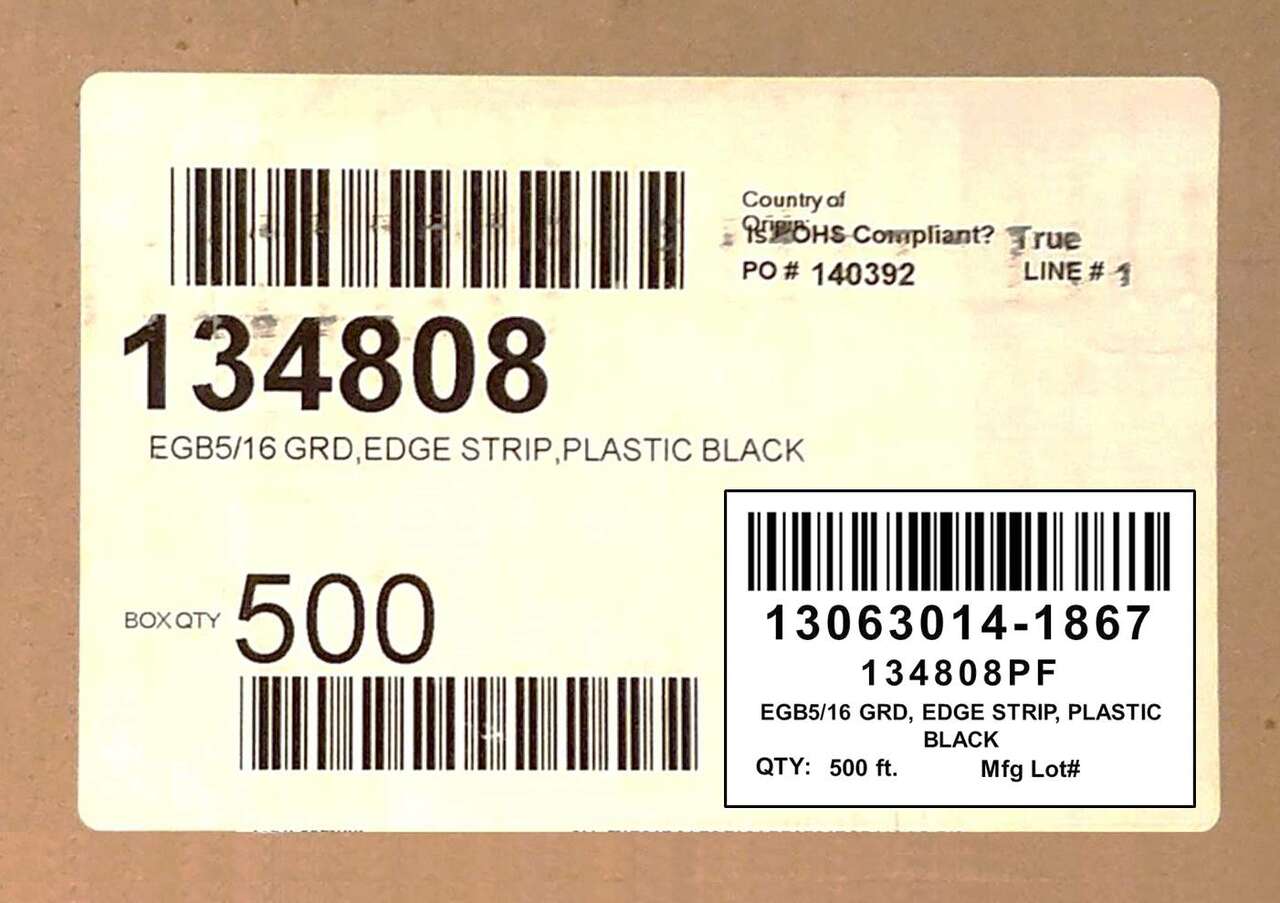 Country of
Origin:
Is ROHS Compliant? True
PO # 140392 LINE # 1
134808
EGB5/16 GRD,EDGE STRIP,PLASTIC BLACK
BOX QTY 500
13063014-1867
134808PF
EGB5/16 GRD, EDGE STRIP, PLASTIC
BLACK
QTY: 500 ft. Mfg Lot#